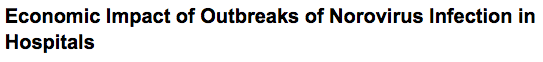 Economic Impact of Outbreaks of Norovirus Infection in
Hospitals